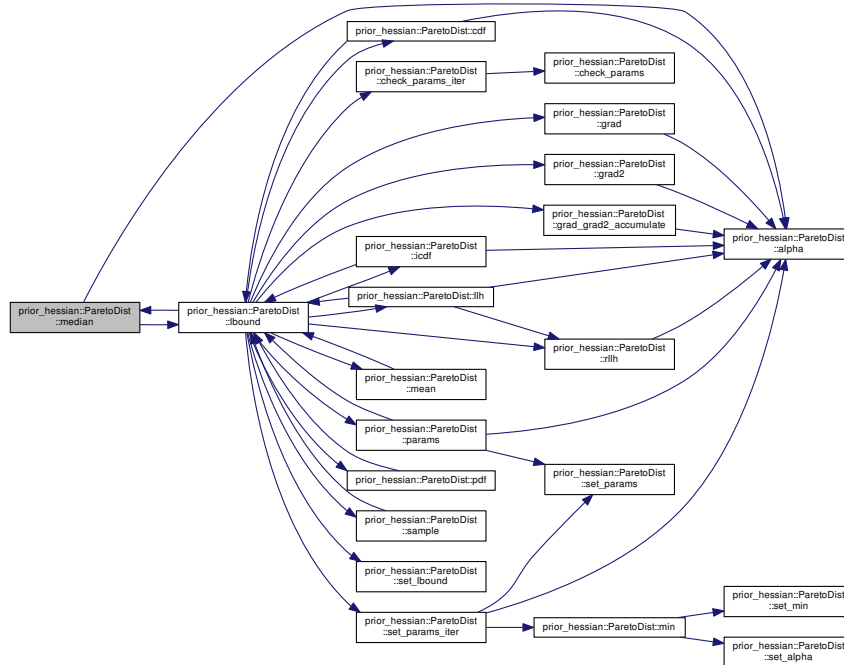 prior_hessian::ParetoDist::cdf
prior_hessian::ParetoDist
::check_params_iter
prior_hessian::ParetoDist
::check_params
prior_hessian::ParetoDist
::grad
prior_hessian::ParetoDist
::grad2
prior_hessian::ParetoDist
::grad_grad2_accumulate
prior_hessian::ParetoDist
::alpha
prior_hessian::ParetoDist
::icdf
prior_hessian::ParetoDist::llh
prior_hessian::ParetoDist
::median
prior_hessian::ParetoDist
::lbound
prior_hessian::ParetoDist
::rllh
prior_hessian::ParetoDist
::mean
prior_hessian::ParetoDist
::params
prior_hessian::ParetoDist::pdf
prior_hessian::ParetoDist
::set_params
prior_hessian::ParetoDist
::sample
prior_hessian::ParetoDist
::set_lbound
prior_hessian::ParetoDist
::set_params_iter
prior_hessian::ParetoDist::min
prior_hessian::ParetoDist
::set_min
prior_hessian::ParetoDist
::set_alpha